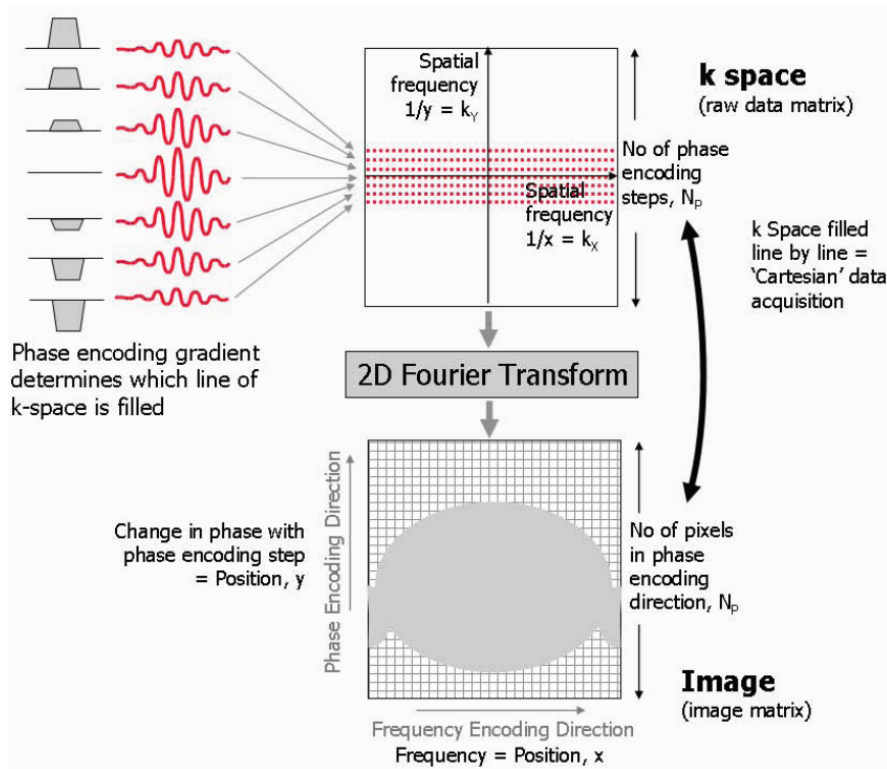 Spatial
frequency
1/y = kY
k space
(raw data matrix)
No of phase
encoding
steps, NP
Spatial
frequency
1/x = kX
k Space filled
line by line =
‘Cartesian’ data
acquisition
Phase encoding gradient
determines which line of
k-space is filled
2D Fourier Transform
Phase Encoding Direction
Change in phase with
phase encoding step
= Position, y
No of pixels
in phase
encoding
direction, NP
Image
(image matrix)
Frequency Encoding Direction
Frequency = Position, x